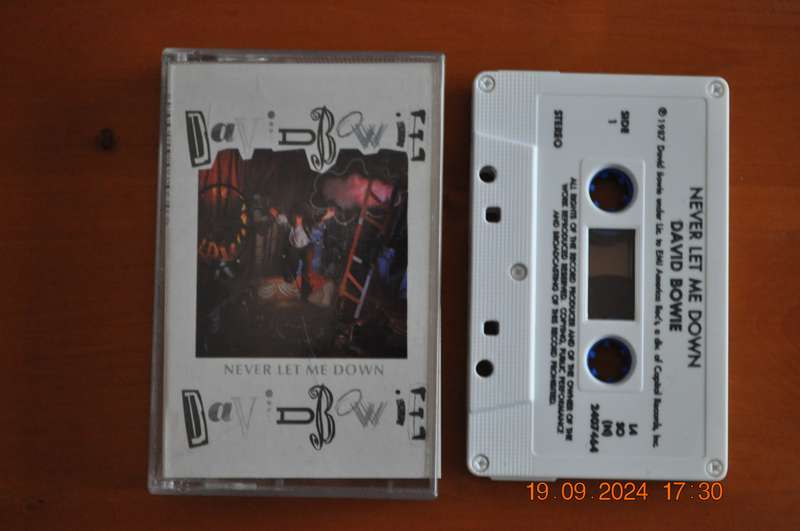 DaViD BOWiE
NEVER LET ME DOWN
DaViD BOWiE
NEVER LET ME DOWN
DAVID BOWIE
℗ 1987 David Bowie under Lic. to EMI America Rec's a div. of Capitol Records, Inc.
SIDE
1
STEREO
L4
SO
(N)
2407464
ALL RIGHTS OF THE RECORD PRODUCER AND OF THE OWNER OF THE
WORK REPRODUCED RESERVED. COPYING, PUBLIC PERFORMANCE
AND BROADCASTING OF THIS RECORD PROHIBITED.
19.09.2024 17:30